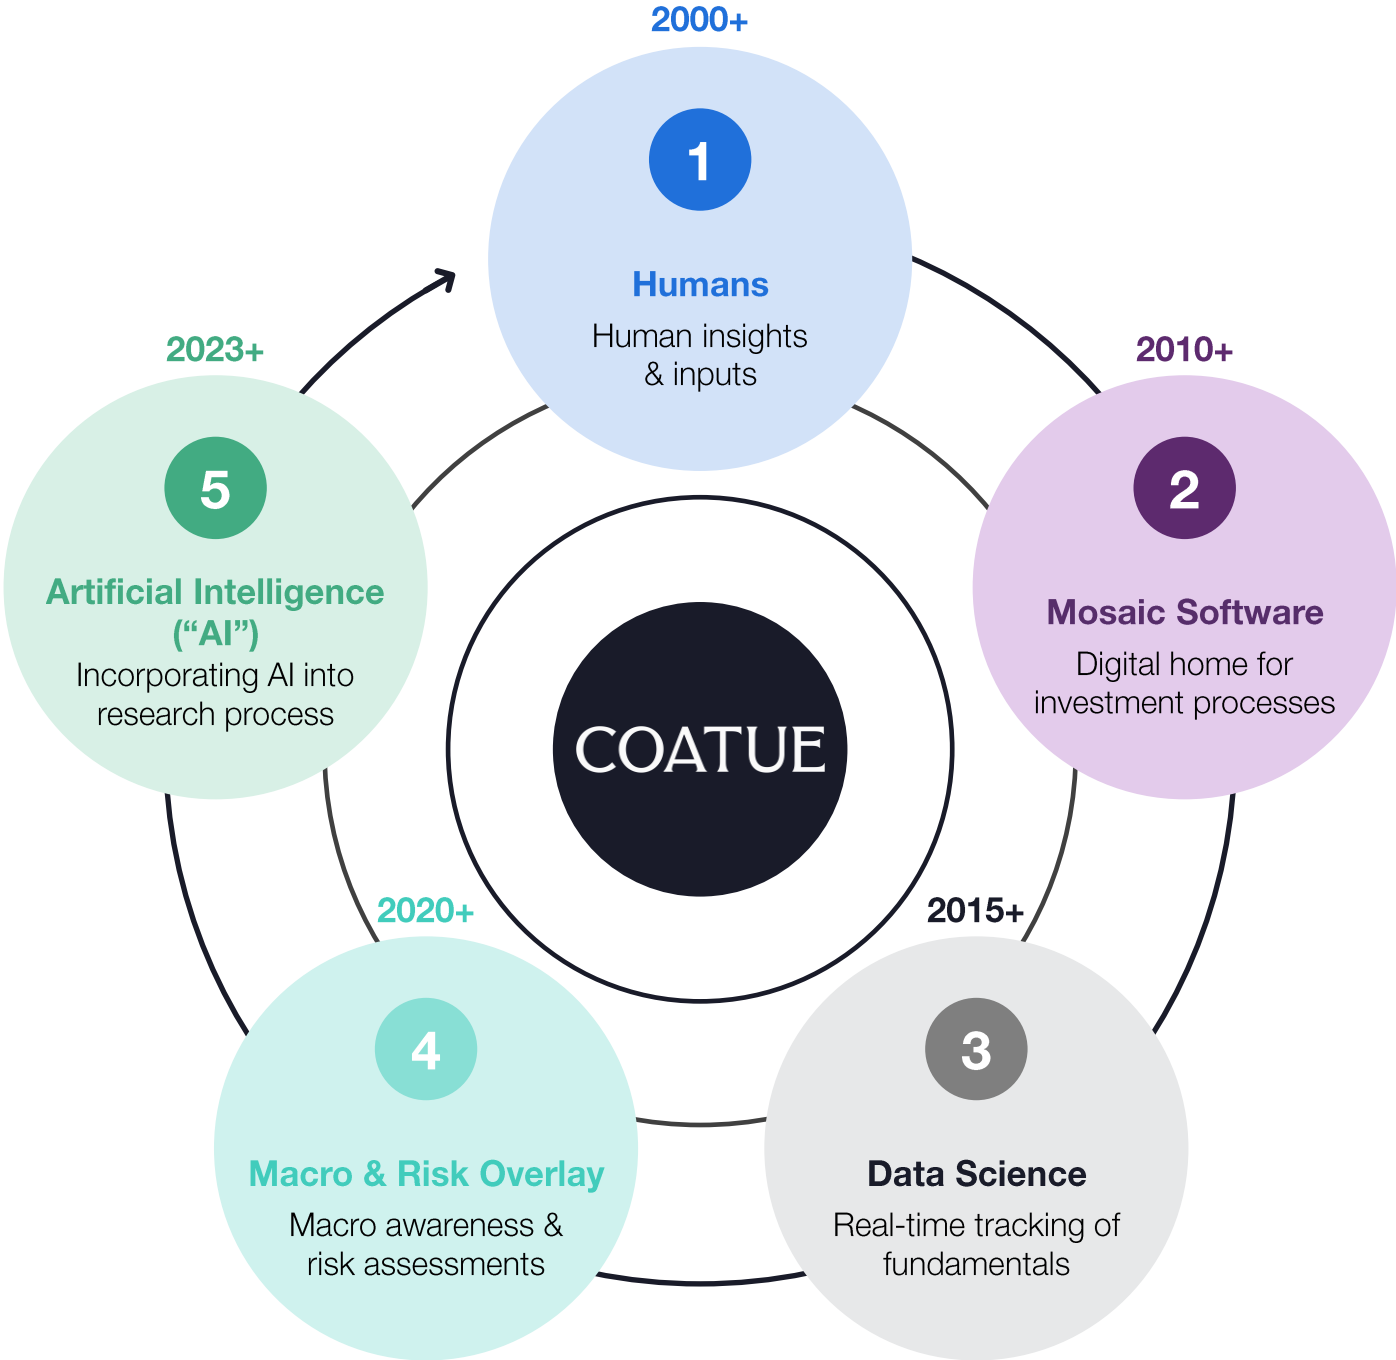 2000+
1
Humans
Human insights
& inputs
2010+
2
Mosaic Software
Digital home for
investment processes
2015+
3
Data Science
Real-time tracking of
fundamentals
2020+
4
Macro & Risk Overlay
Macro awareness &
risk assessments
2023+
5
Artificial Intelligence
(“AI”)
Incorporating AI into
research process
COATUE